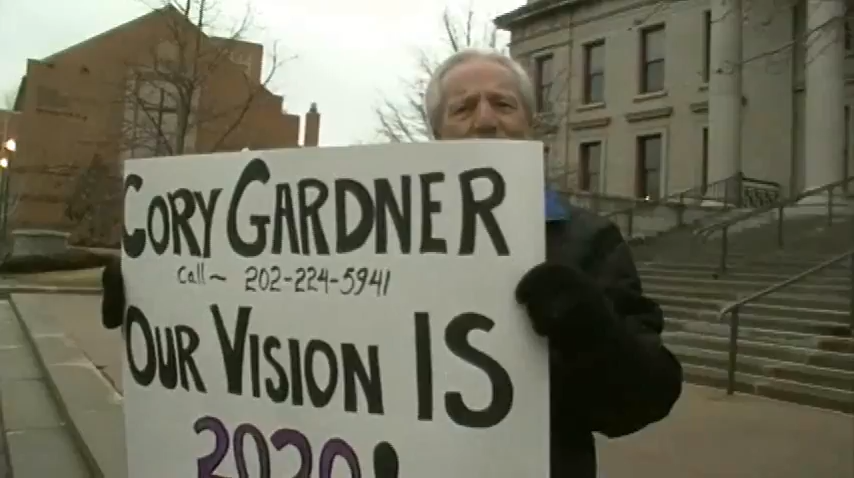 CORY GARDNER
Call~ 202-224-5941
OUR VISION IS
2020!